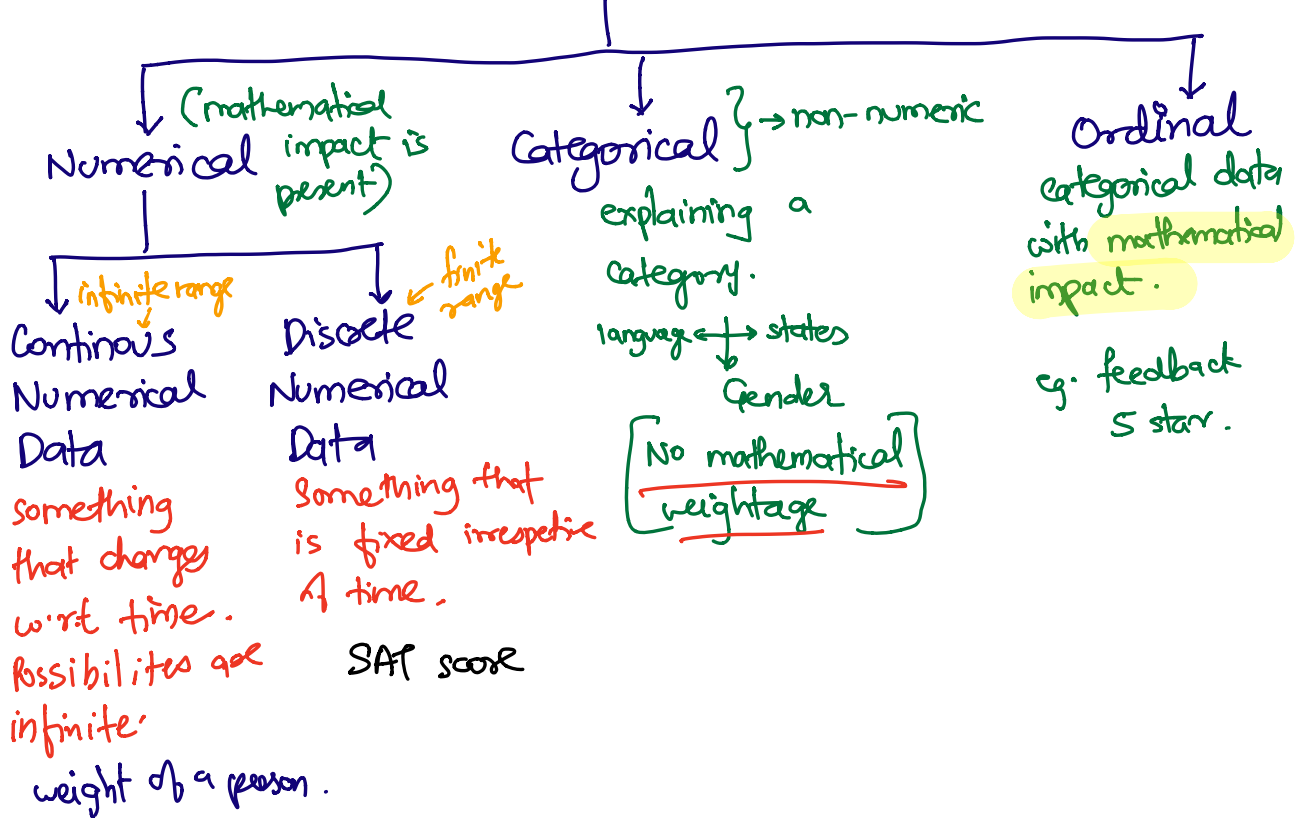 Numerical
(mathematical
impact is
present)
infinite range
Continous
Numerical
Data
something
that changes
w.r.t time.
Possibilites are
infinite.
weight of a person.
finite
range
Discrete
Numerical
Data
Something that
is fixed irrespetive
of time.
SAT score
Categorical
→ non-numeric
explaining a
category.
language ← → states
Gender
[No mathematical
weightage]
Ordinal
categorical data
with mathematical
impact.
eg. feedback
5 star.